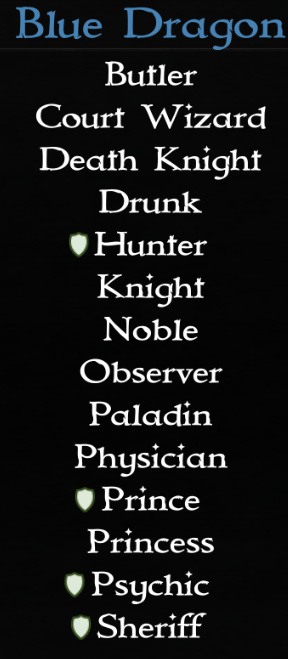 Blue Dragon
Butler
Court Wizard
Death Knight
Drunk
Hunter
Knight
Noble
Observer
Paladin
Physician
Prince
Princess
Psychic
Sheriff